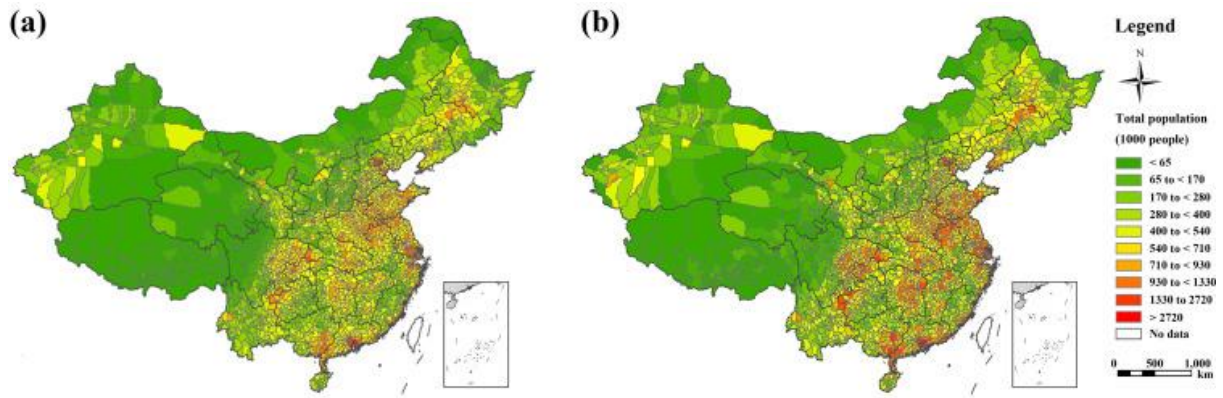 (a)
(b)
Legend
N
Total population
(1000 people)
< 65
65 to < 170
170 to < 280
280 to < 400
400 to < 540
540 to < 710
710 to < 930
930 to < 1330
1330 to 2720
> 2720
No data
0 500 1,000
km